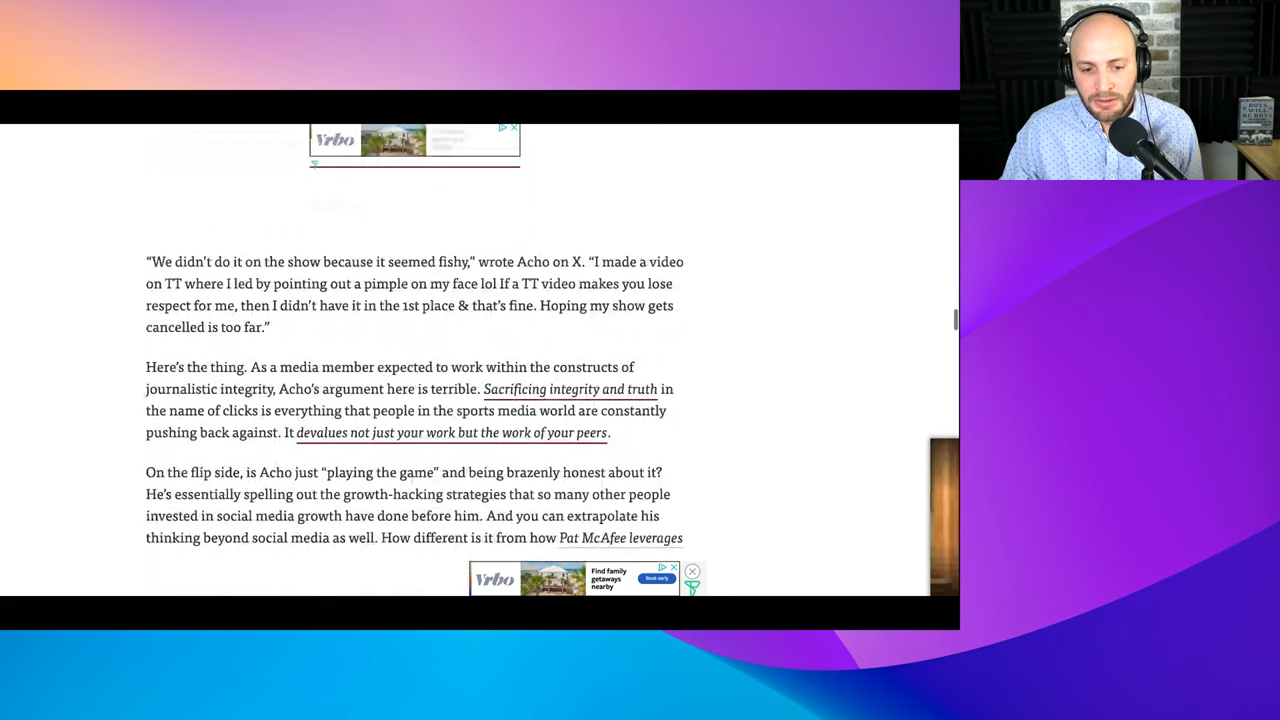 Vrbo
“We didn’t do it on the show because it seemed fishy,” wrote Acho on X. “I made a video
on TT where I led by pointing out a pimple on my face lol If a TT video makes you lose
respect for me, then I didn’t have it in the 1st place & that’s fine. Hoping my show gets
cancelled is too far.”
Here’s the thing. As a media member expected to work within the constructs of
journalistic integrity, Acho’s argument here is terrible. Sacrificing integrity and truth in
the name of clicks is everything that people in the sports media world are constantly
pushing back against. It devalues not just your work but the work of your peers.
On the flip side, is Acho just “playing the game” and being brazenly honest about it?
He’s essentially spelling out the growth-hacking strategies that so many other people
invested in social media growth have done before him. And you can extrapolate his
thinking beyond social media as well. How different is it from how Pat McAfee leverages
Vrbo
Find family
getaways
nearby
Book early
BOYS
WILL
BE BOYS